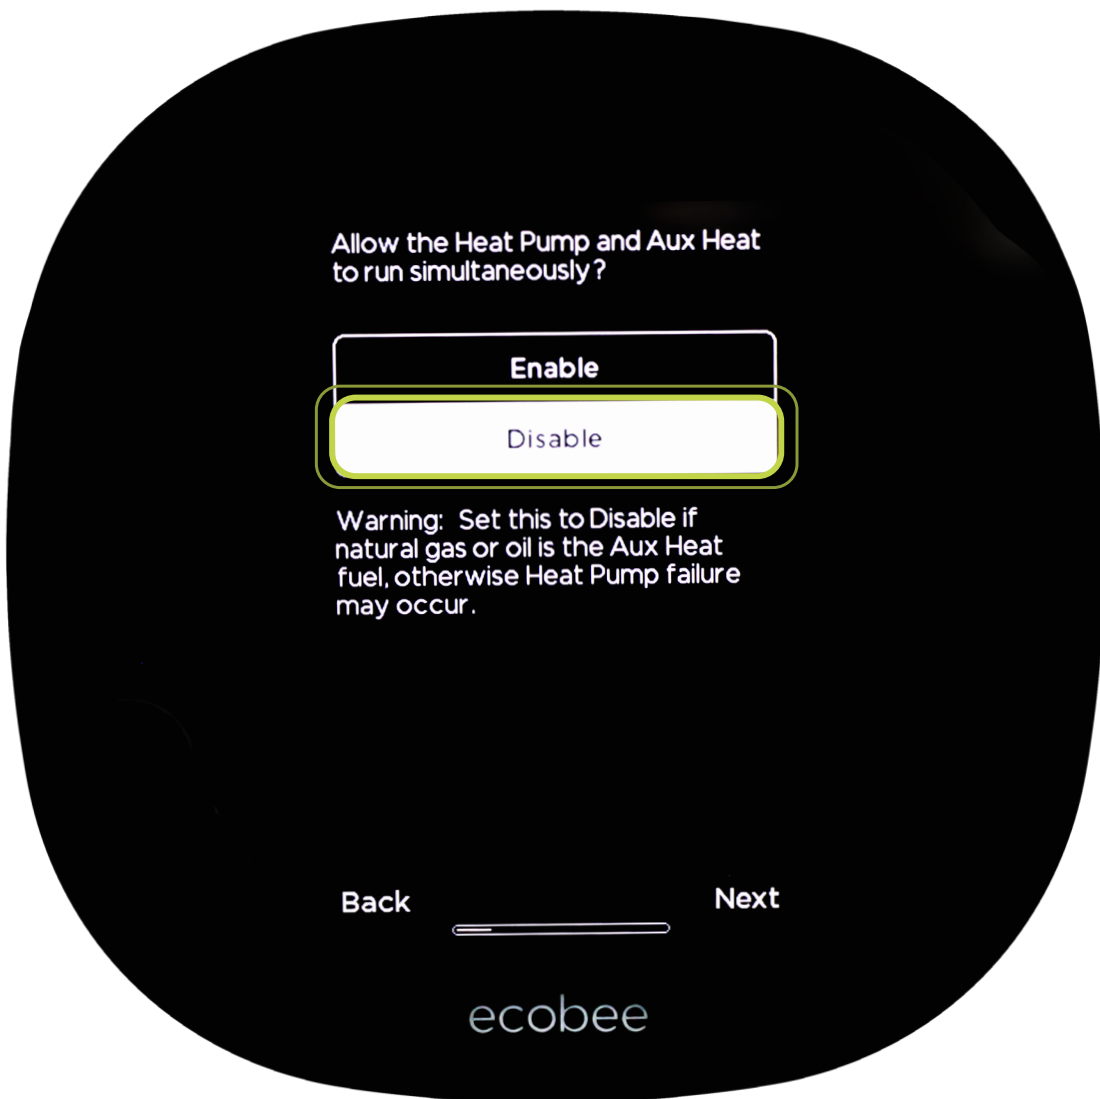 Allow the Heat Pump and Aux Heat
to run simultaneously?
Enable
Disable
Warning: Set this to Disable if
natural gas or oil is the Aux Heat
fuel, otherwise Heat Pump failure
may occur.
Back
Next
ecobee